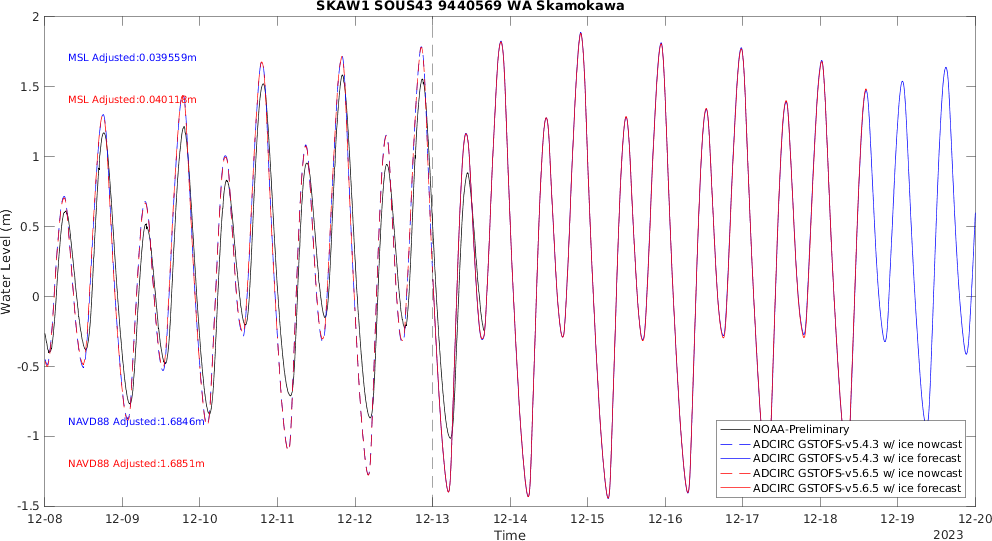 SKAW1 SOUS43 9440569 WA Skamokawa
Water Level (m)
2
1.5
1
0.5
0
-0.5
-1
-1.5
MSL Adjusted:0.039559m
MSL Adjusted:0.040118m
NAVD88 Adjusted:1.6846m
NAVD88 Adjusted:1.6851m
NOAA-Preliminary
ADCIRC GSTOFS-v5.4.3 w/ ice nowcast
ADCIRC GSTOFS-v5.4.3 w/ ice forecast
ADCIRC GSTOFS-v5.6.5 w/ ice nowcast
ADCIRC GSTOFS-v5.6.5 w/ ice forecast
12-08 12-09 12-10 12-11 12-12 12-13 12-14 12-15 12-16 12-17 12-18 12-19 12-20
Time
2023